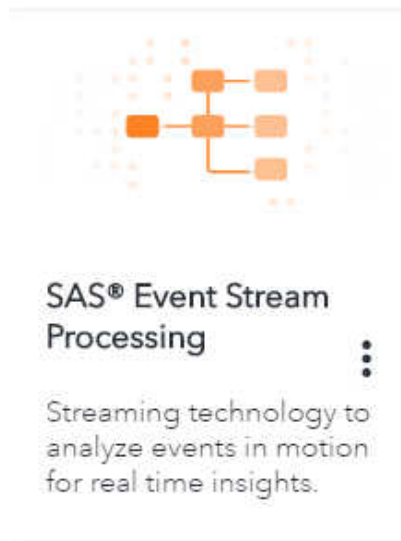 SAS® Event Stream
Processing
Streaming technology to
analyze events in motion
for real time insights.